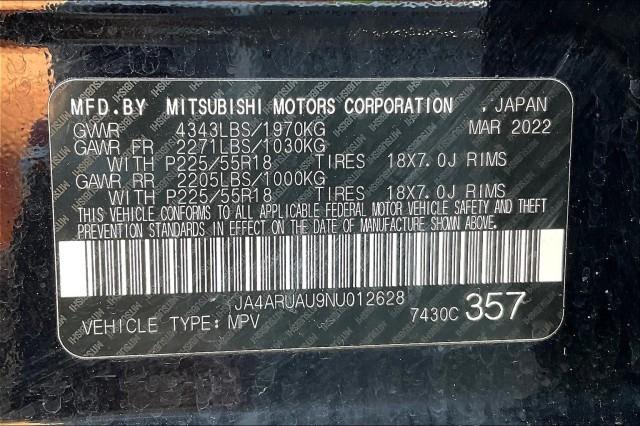 MFD.BY MITSUBISHI MOTORS CORPORATION , JAPAN
GVWR 4343LBS/1970KG MAR 2022
GAWR FR 2271LBS/1030KG
WITH P225/55R18 TIRES 18X7.0J RIMS
GAWR RR 2205LBS/1000KG
WITH P225/55R18 TIRES 18X7.0J RIMS
THIS VEHICLE CONFORMS TO ALL APPLICABLE FEDERAL MOTOR VEHICLE SAFETY AND THEFT
PREVENTION STANDARDS IN EFFECT ON THE DATE OF MANUFACTURE SHOWN ABOVE.
JA4ARUAU9NU012628
VEHICLE TYPE:MPV 7430C 357